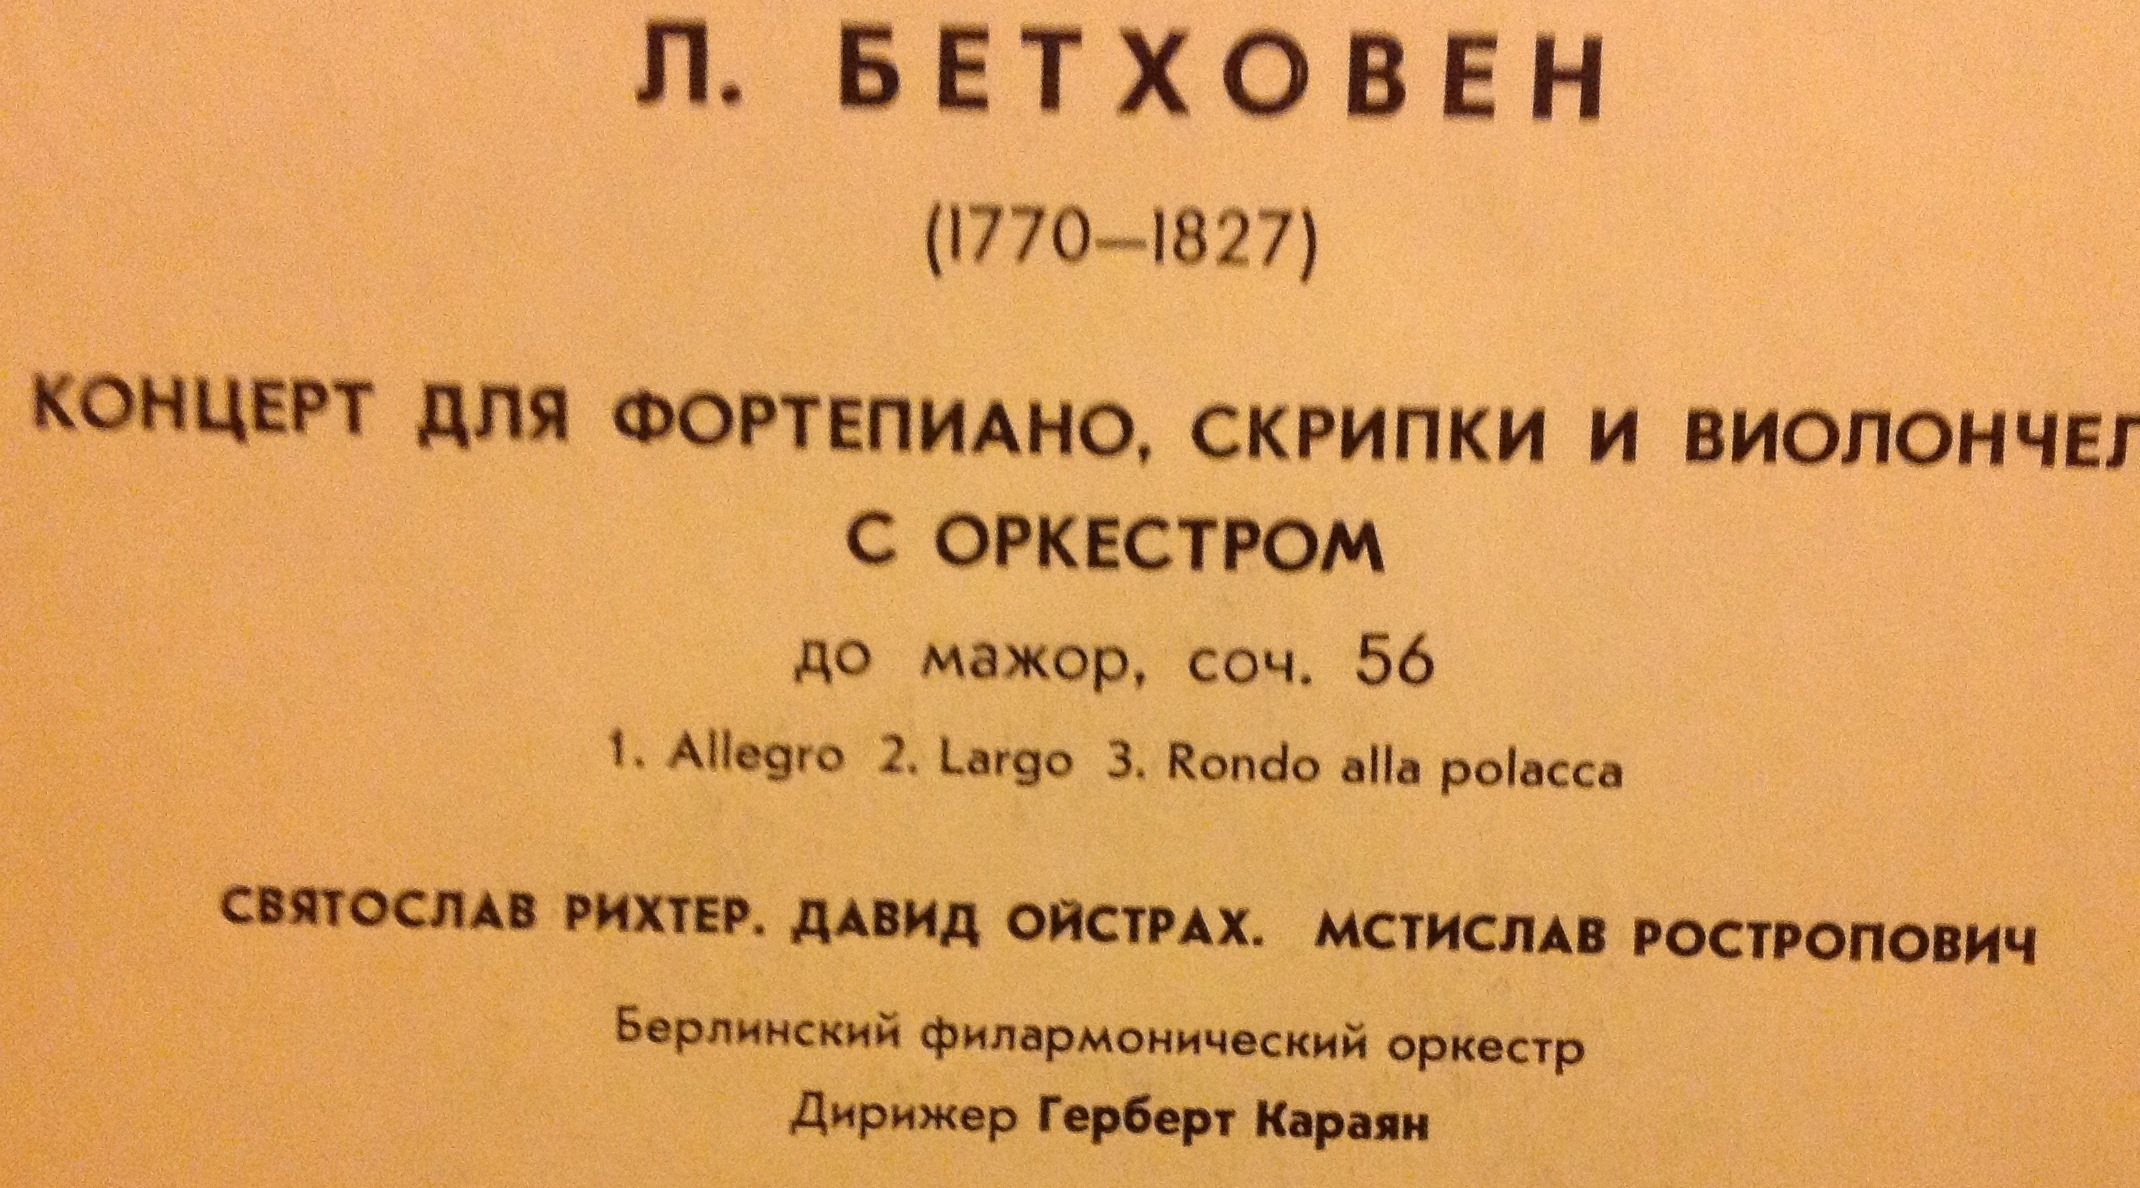 Л. БЕТХОВЕН
(1770—1827)
КОНЦЕРТ ДЛЯ ФОРТЕПИАНО, СКРИПКИ И ВИОЛОНЧЕЛ
С ОРКЕСТРОМ
до мажор, соч. 56
1. Allegro 2. Largo 3. Rondo alla polacca
СВЯТОСЛАВ РИХТЕР. ДАВИД ОЙСТРАХ. МСТИСЛАВ РОСТРОПОВИЧ
Берлинский филармонический оркестр
Дирижер Герберт Караян